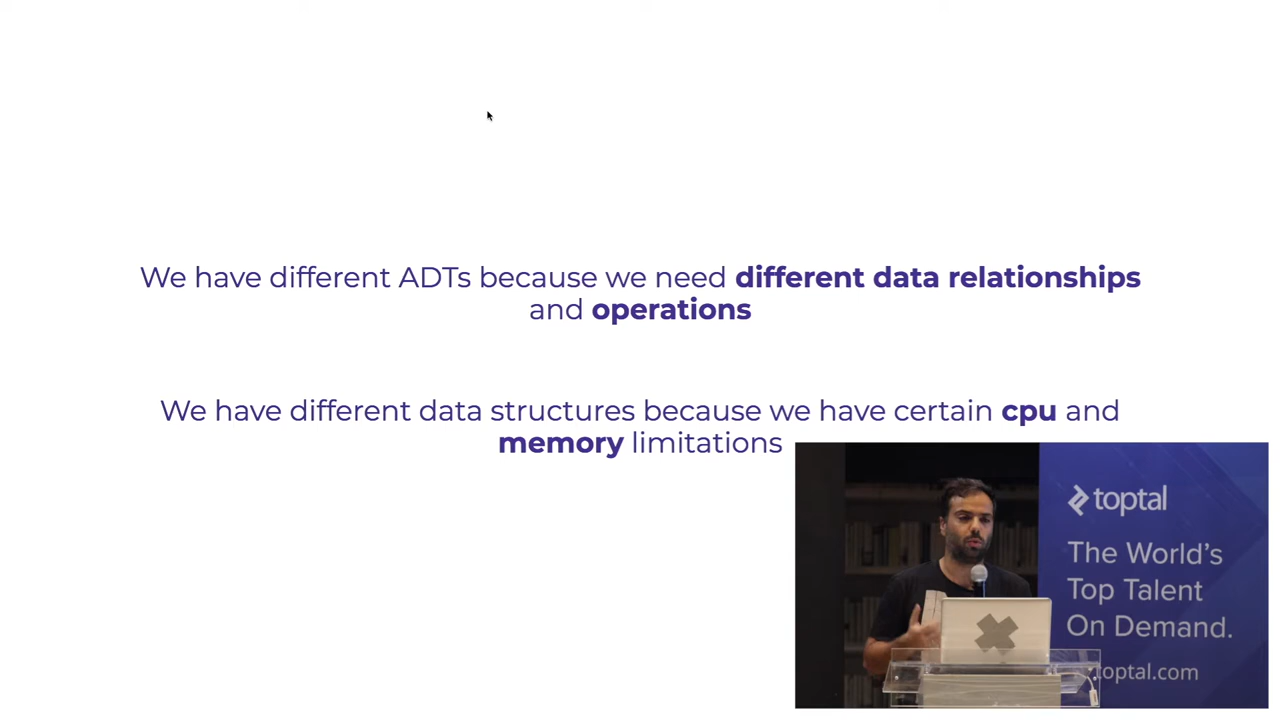 We have different ADTs because we need different data relationships
and operations
We have different data structures because we have certain cpu and
memory limitations
toptal
The World's
Top Talent
On Demand.
toptal.com